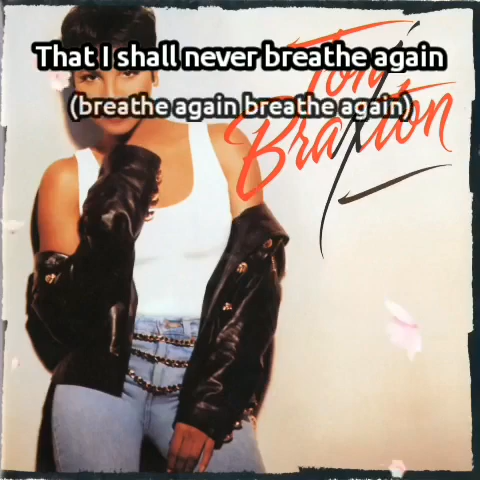 That I shall never breathe again
(breathe again breathe again)
Toni
Braxton